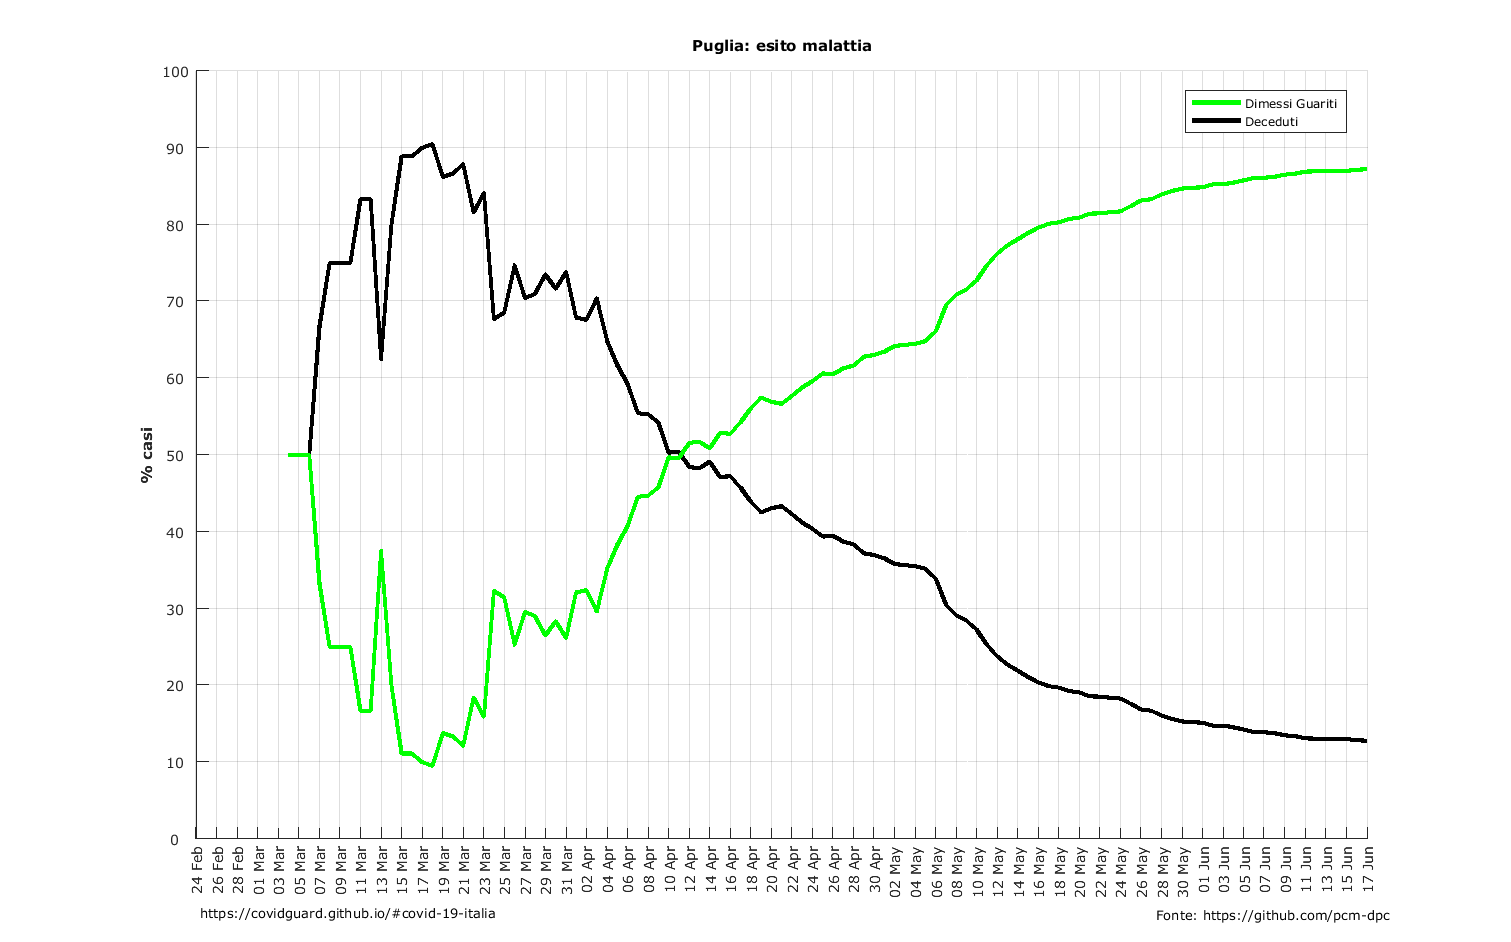 Puglia: esito malattia
100
90
80
70
60
50
40
30
20
10
0
% casi
Dimessi Guariti
Deceduti
24 Feb
26 Feb
28 Feb
01 Mar
03 Mar
05 Mar
07 Mar
09 Mar
11 Mar
13 Mar
15 Mar
17 Mar
19 Mar
21 Mar
23 Mar
25 Mar
27 Mar
29 Mar
31 Mar
02 Apr
04 Apr
06 Apr
08 Apr
10 Apr
12 Apr
14 Apr
16 Apr
18 Apr
20 Apr
22 Apr
24 Apr
26 Apr
28 Apr
30 Apr
02 May
04 May
06 May
08 May
10 May
12 May
14 May
16 May
18 May
20 May
22 May
24 May
26 May
28 May
30 May
01 Jun
03 Jun
05 Jun
07 Jun
09 Jun
11 Jun
13 Jun
15 Jun
17 Jun
https://covidguard.github.io/#covid-19-italia
Fonte: https://github.com/pcm-dpc